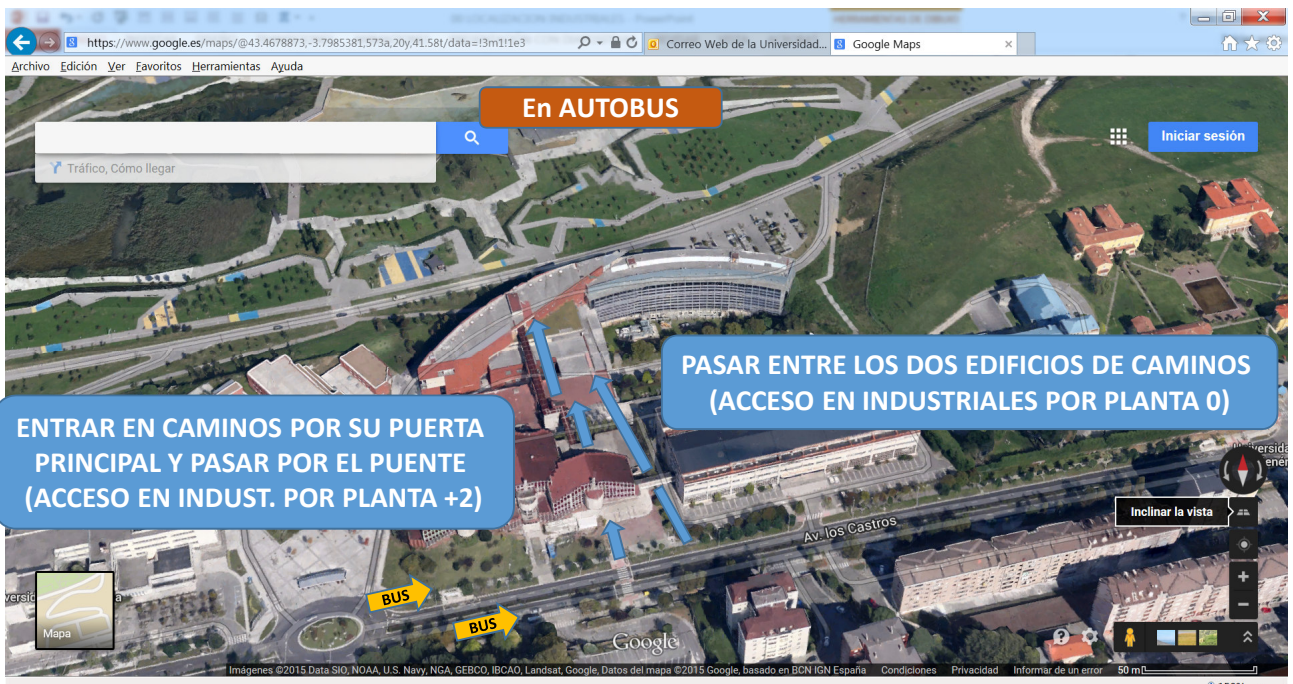 08 LOCALIZACION INDUSTRIALES - PowerPoint
HERRAMIENTAS DE DIBUJO
https://www.google.es/maps/@43.4678873,-3.7985381,573a,20y,41.58t/data=!3m1!1e3
Correo Web de la Universidad...
Google Maps
Archivo Edición Ver Favoritos Herramientas Ayuda
En AUTOBUS
Iniciar sesión
Tráfico, Cómo llegar
PASAR ENTRE LOS DOS EDIFICIOS DE CAMINOS
(ACCESO EN INDUSTRIALES POR PLANTA 0)
ENTRAR EN CAMINOS POR SU PUERTA
PRINCIPAL Y PASAR POR EL PUENTE
(ACCESO EN INDUST. POR PLANTA +2)
Inclinar la vista
Av. los Castros
BUS
BUS
Mapa
Google
Imágenes ©2015 Data SIO, NOAA, U.S. Navy, NGA, GEBCO, IBCAO, Landsat, Google, Datos del mapa ©2015 Google, basado en BCN IGN España Condiciones Privacidad Informar de un error 50 m